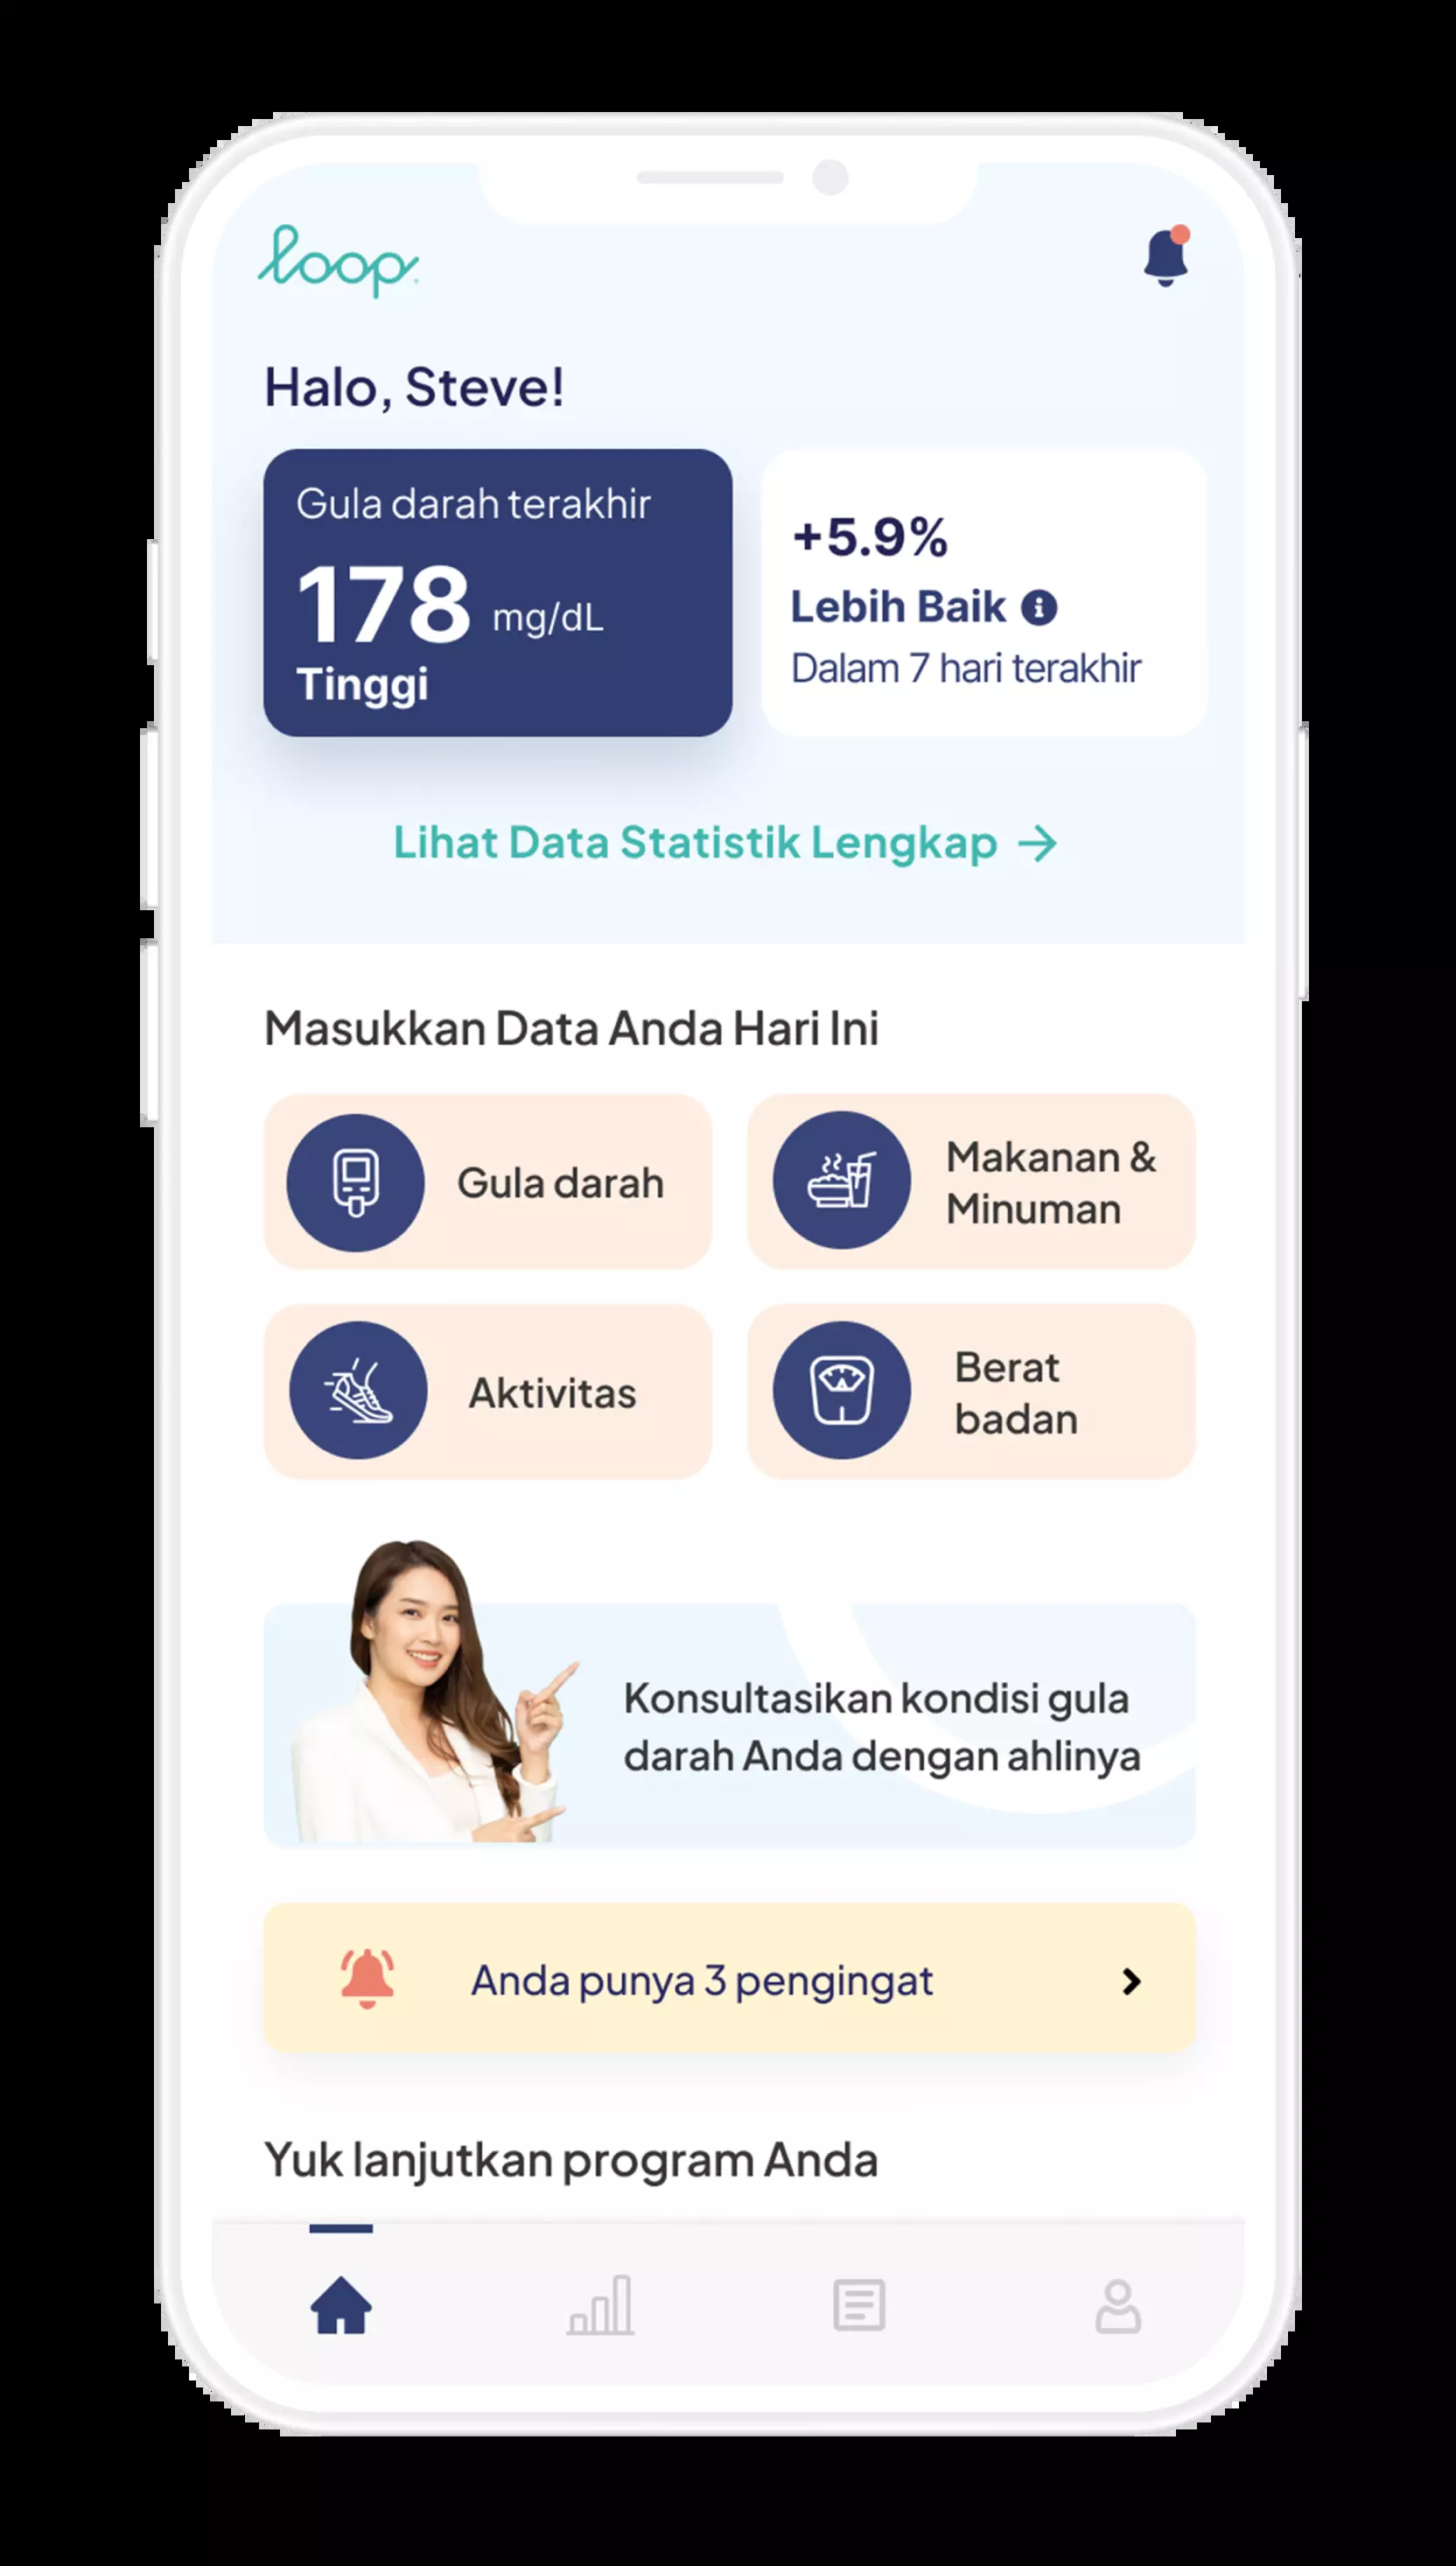 loop
Halo, Steve!
Gula darah terakhir
178 mg/dL
Tinggi
+5.9%
Lebih Baik
Dalam 7 hari terakhir
Lihat Data Statistik Lengkap →
Masukkan Data Anda Hari Ini
Gula darah
Makanan &
Minuman
Aktivitas
Berat
badan
Konsultasikan kondisi gula
darah Anda dengan ahlinya
Anda punya 3 pengingat
Yuk lanjutkan program Anda